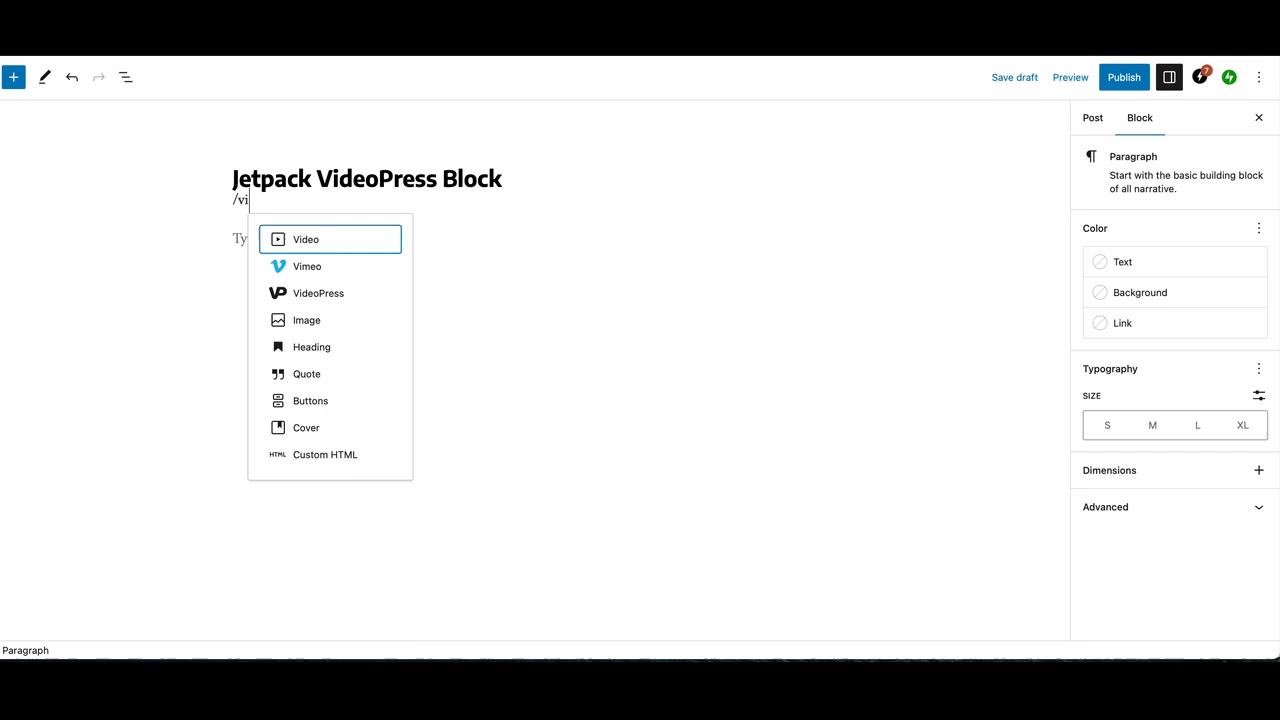 Save draft Preview Publish 7
Post Block
Paragraph
Start with the basic building block
of all narrative.
Jetpack VideoPress Block
/vi
Ty
Video
Vimeo
VP VideoPress
Image
Heading
Quote
Buttons
Cover
HTML Custom HTML
Color
Text
Background
Link
Typography
SIZE
S M L XL
Dimensions
Advanced
Paragraph